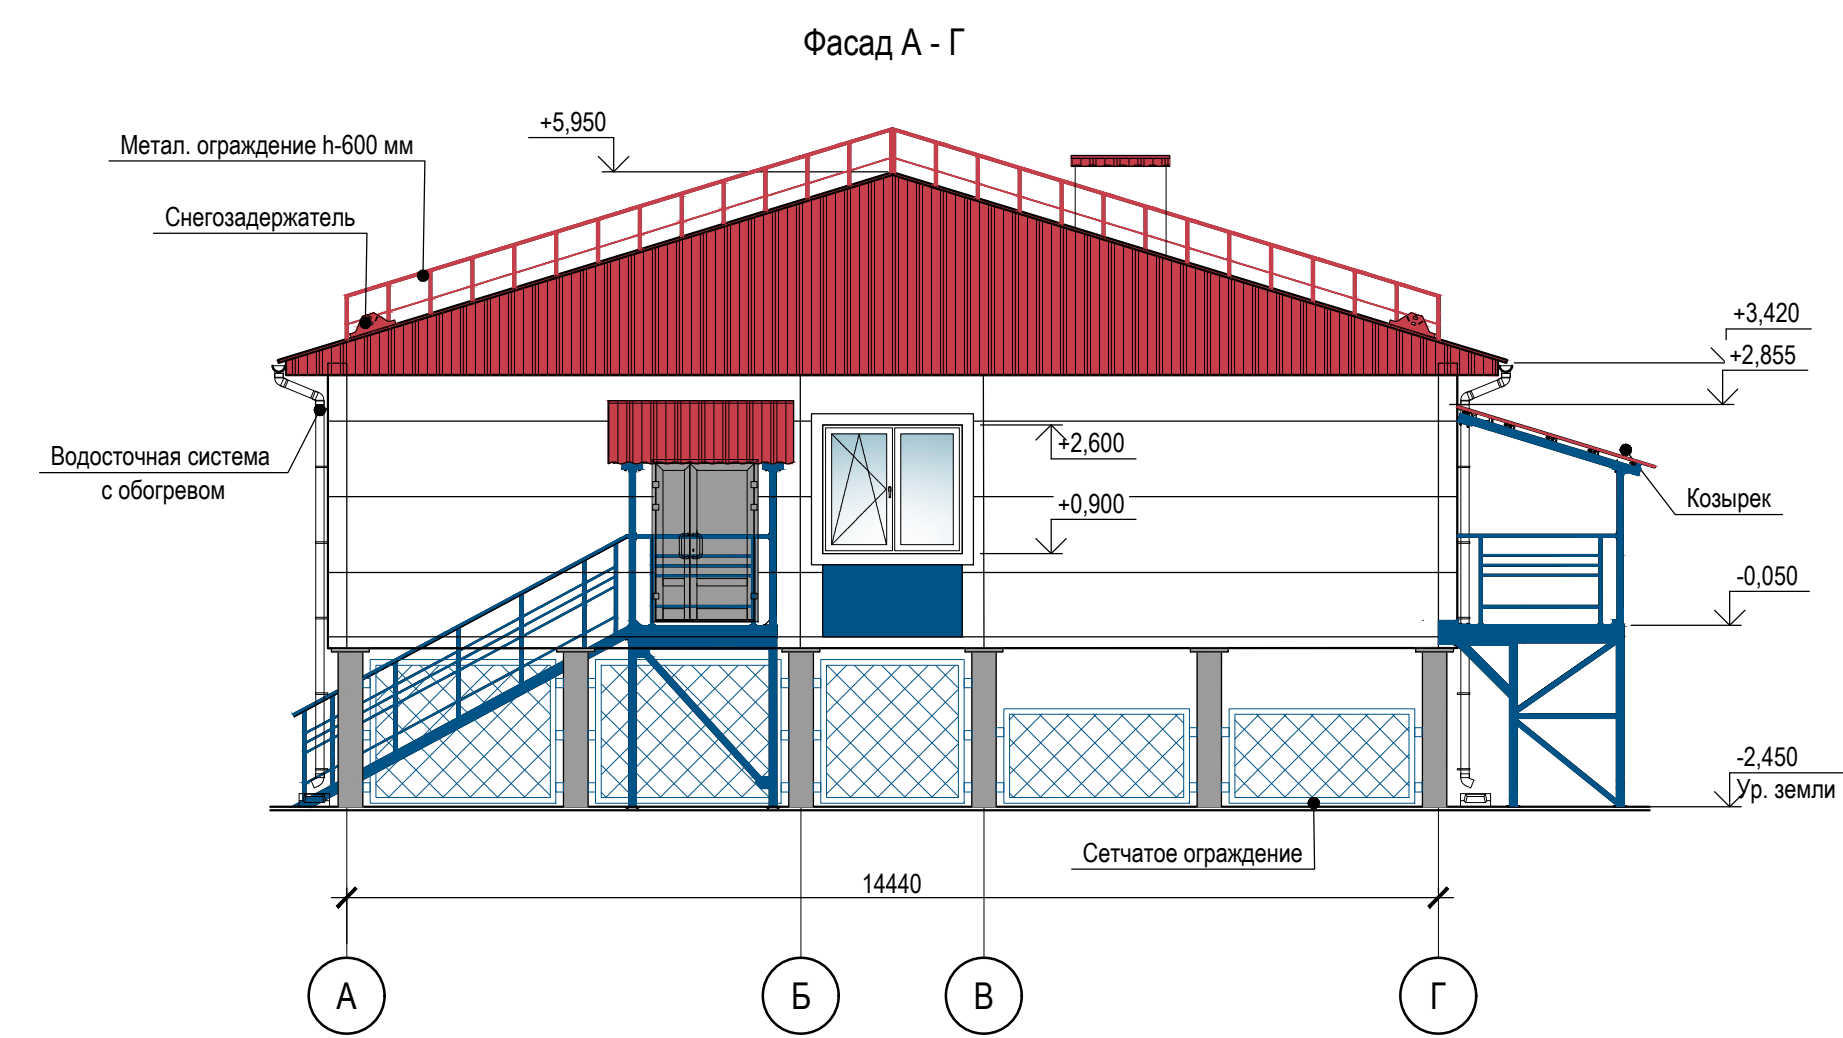 Фасад А - Г
+5,950
Метал. ограждение h-600 мм
Снегозадержатель
+3,420
+2,855
+2,600
Водосточная система
с обогревом
+0,900
Козырек
-0,050
-2,450
Ур. земли
Сетчатое ограждение
14440
А
Б
В
Г